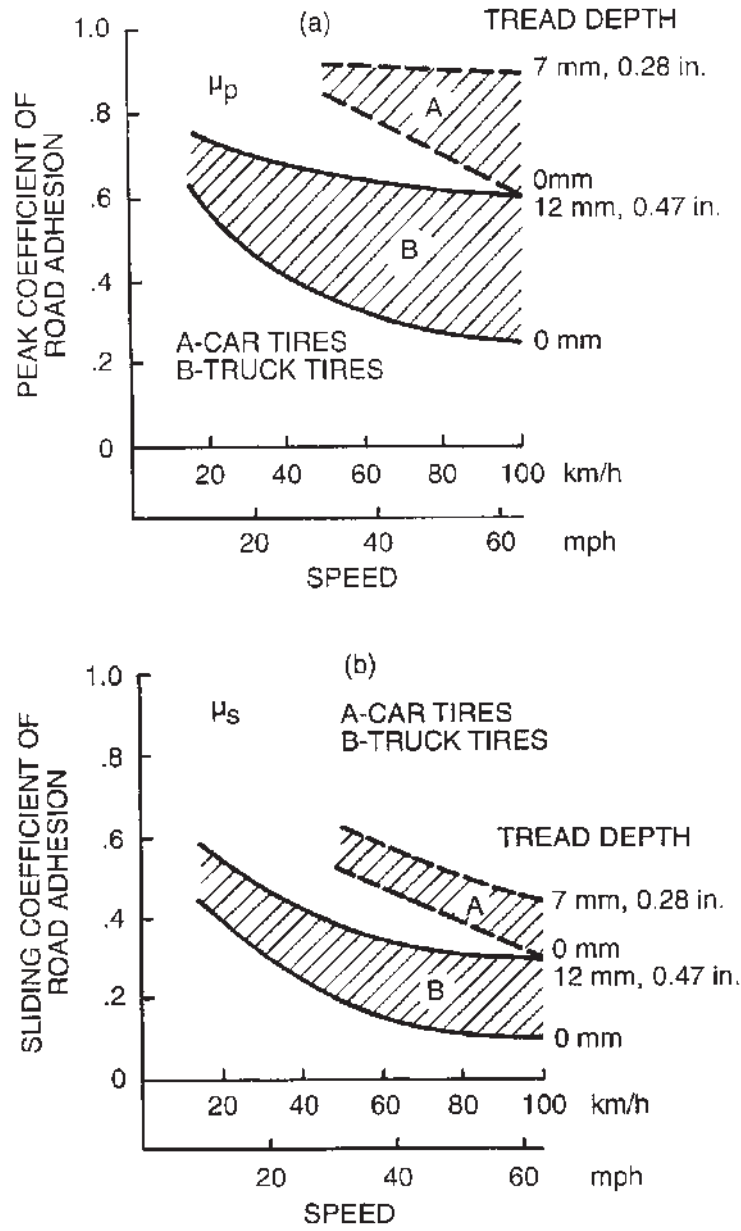 (a)
TREAD DEPTH
1.0
.8
.6
.4
.2
0
PEAK COEFFICIENT OF
ROAD ADHESION
μp
A
B
7 mm, 0.28 in.
0mm
12 mm, 0.47 in.
0 mm
A-CAR TIRES
B-TRUCK TIRES
20 40 60 80 100 km/h
20 40 60 mph
SPEED
(b)
1.0
.8
.6
.4
.2
0
SLIDING COEFFICIENT OF
ROAD ADHESION
μs
A-CAR TIRES
B-TRUCK TIRES
TREAD DEPTH
A
B
7 mm, 0.28 in.
0 mm
12 mm, 0.47 in.
0 mm
20 40 60 80 100 km/h
20 40 60 mph
SPEED